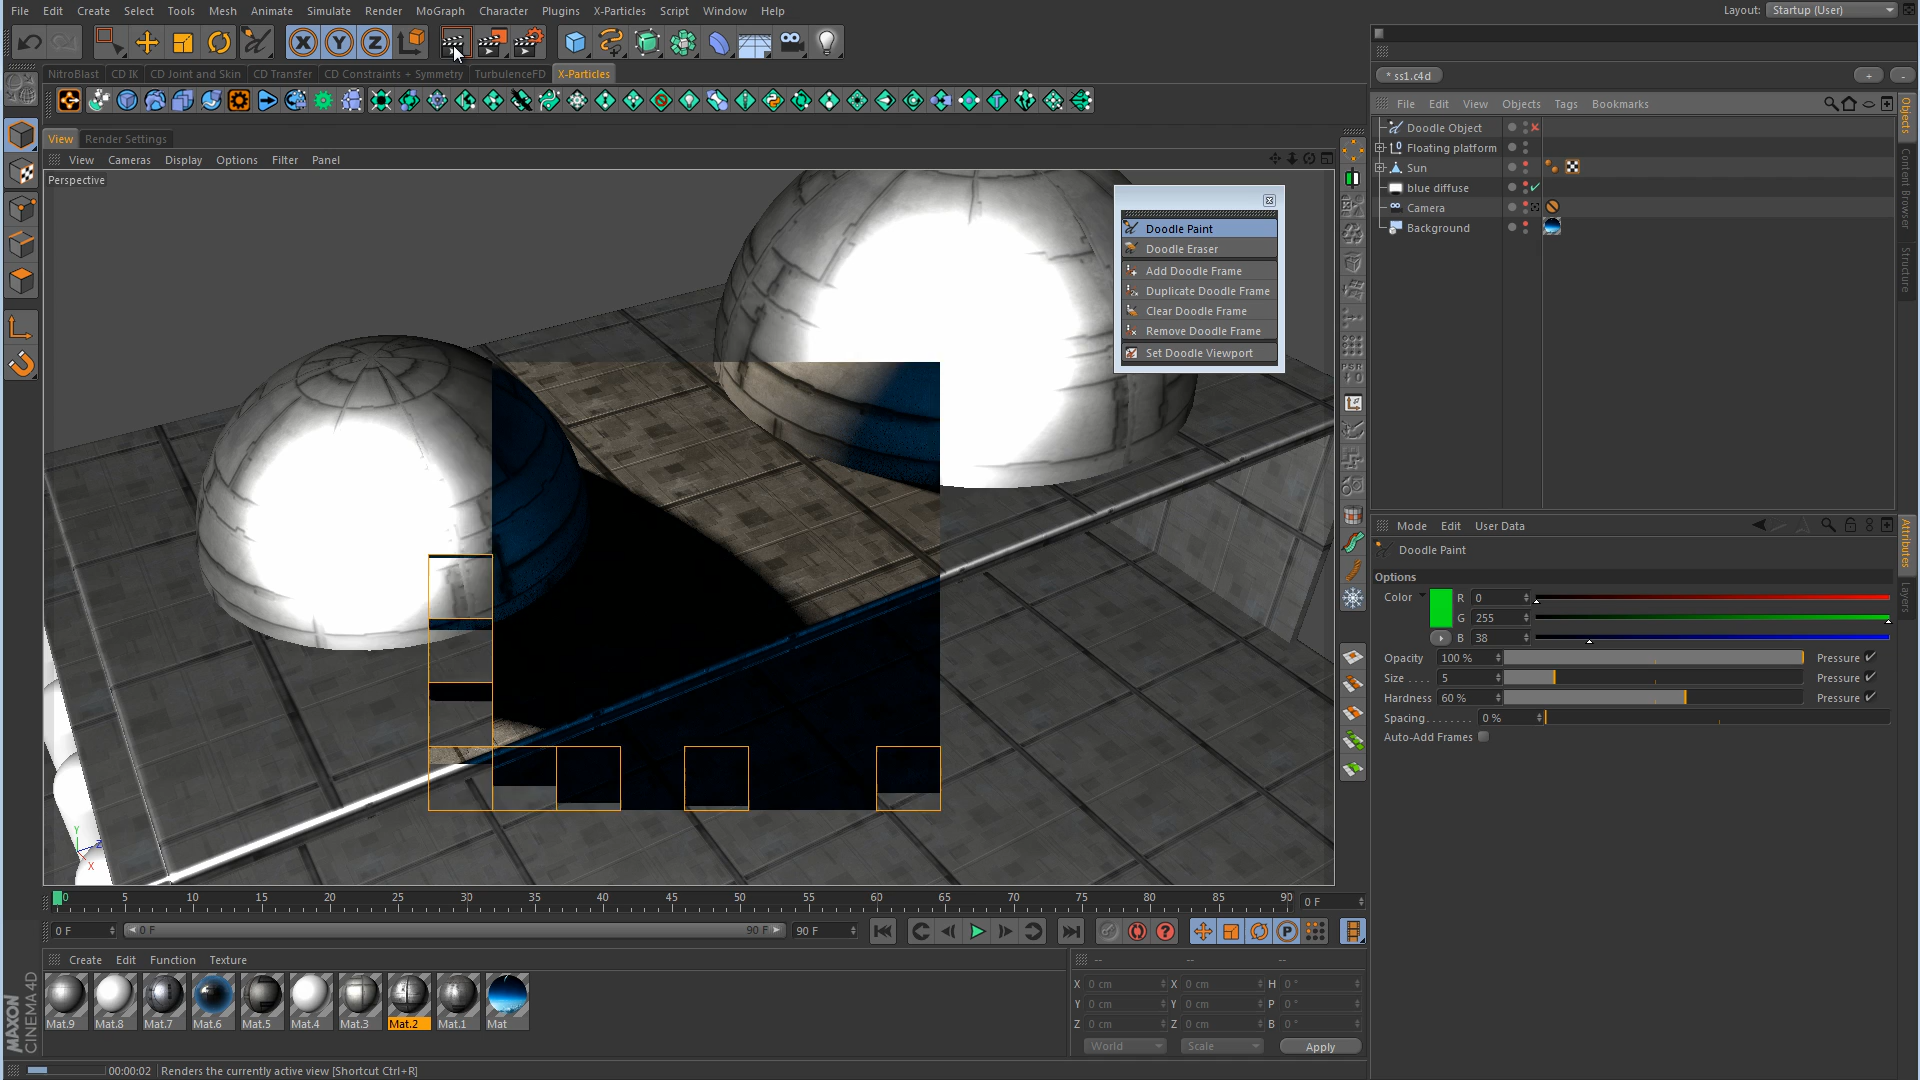 File Edit Create Select Tools Mesh Animate Simulate Render MoGraph Character Plugins X-Particles Script Window Help
Layout: Startup (User)
X Y Z
NitroBlast CD IK CD Joint and Skin CD Transfer CD Constraints + Symmetry TurbulenceFD X-Particles
* ss1.c4d + -
File Edit View Objects Tags Bookmarks
View Render Settings
View Cameras Display Options Filter Panel
Perspective
Doodle Object
Floating platform
Sun
blue diffuse
Camera
Background
Doodle Paint
Doodle Eraser
Add Doodle Frame
Duplicate Doodle Frame
Clear Doodle Frame
Remove Doodle Frame
Set Doodle Viewport
PSR
Objects
Content Browser
Structure
Mode Edit User Data
Doodle Paint
Options
Color R 0
G 255
B 38
Opacity 100 % Pressure
Size . . . . 5 Pressure
Hardness 60 % Pressure
Spacing . . . . . . . . 0 %
Auto-Add Frames
Attributes
Layers
Y
Z
X
0 5 10 15 20 25 30 35 40 45 50 55 60 65 70 75 80 85 90 0 F
0 F 0 F 90 F 90 F
P
Create Edit Function Texture
Mat.9 Mat.8 Mat.7 Mat.6 Mat.5 Mat.4 Mat.3 Mat.2 Mat.1 Mat
-- -- --
X 0 cm X 0 cm H 0 °
Y 0 cm Y 0 cm P 0 °
Z 0 cm Z 0 cm B 0 °
World Scale Apply
MAXON
CINEMA 4D
00:00:02 Renders the currently active view [Shortcut Ctrl+R]